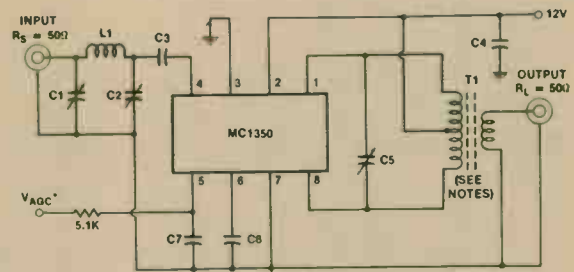 INPUT
RS = 50Ω
L1
C3
12V
C4
T1
OUTPUT
RL = 50Ω
C1
C2
4
3
2
1
MC1350
C5
(SEE
NOTES)
5
6
7
8
VAGC*
5.1K
C7
C6